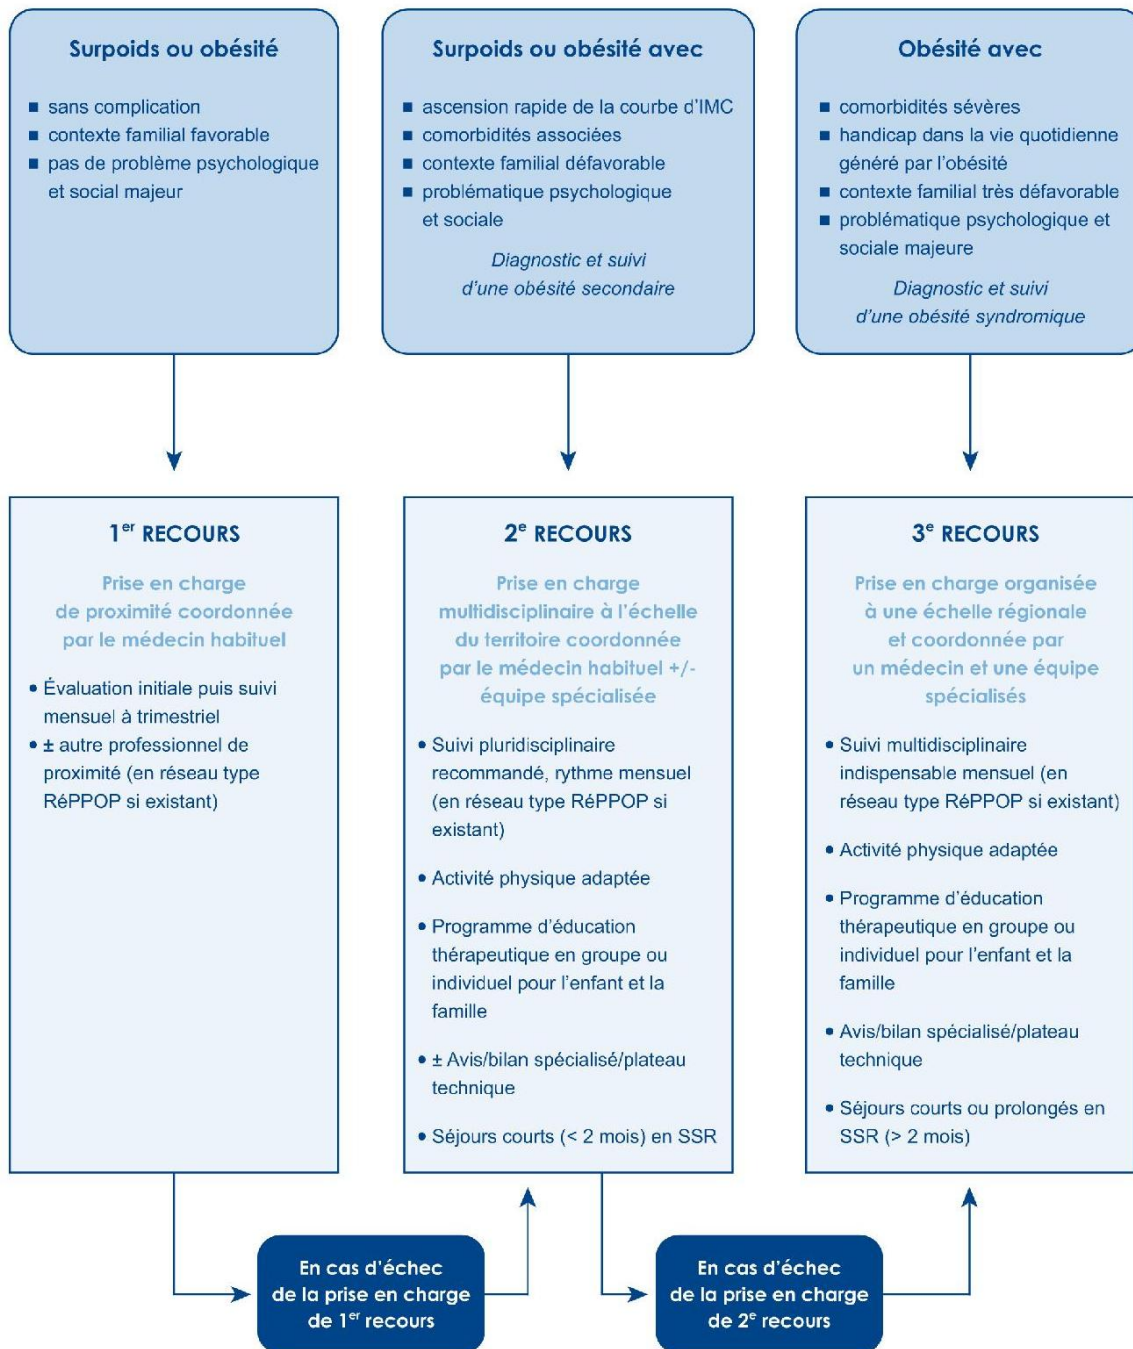 Surpoids ou obésité
■ sans complication
■ contexte familial favorable
■ pas de problème psychologique
et social majeur
Surpoids ou obésité avec
■ ascension rapide de la courbe d’IMC
■ comorbidités associées
■ contexte familial défavorable
■ problématique psychologique
et sociale
Diagnostic et suivi
d’une obésité secondaire
Obésité avec
■ comorbidités sévères
■ handicap dans la vie quotidienne
généré par l’obésité
■ contexte familial très défavorable
■ problématique psychologique et
sociale majeure
Diagnostic et suivi
d’une obésité syndromique
1er RECOURS
Prise en charge
de proximité coordonnée
par le médecin habituel
• Évaluation initiale puis suivi
mensuel à trimestriel
• ± autre professionnel de
proximité (en réseau type
RéPPOP si existant)
2e RECOURS
Prise en charge
multidisciplinaire à l’échelle
du territoire coordonnée
par le médecin habituel +/-
équipe spécialisée
• Suivi pluridisciplinaire
recommandé, rythme mensuel
(en réseau type RéPPOP si
existant)
• Activité physique adaptée
• Programme d’éducation
thérapeutique en groupe ou
individuel pour l’enfant et la
famille
• ± Avis/bilan spécialisé/plateau
technique
• Séjours courts (< 2 mois) en SSR
3e RECOURS
Prise en charge organisée
à une échelle régionale
et coordonnée par
un médecin et une équipe
spécialisés
• Suivi multidisciplinaire
indispensable mensuel (en
réseau type RéPPOP si existant)
• Activité physique adaptée
• Programme d’éducation
thérapeutique en groupe ou
individuel pour l’enfant et la
famille
• Avis/bilan spécialisé/plateau
technique
• Séjours courts ou prolongés en
SSR (> 2 mois)
En cas d’échec
de la prise en charge
de 1er recours
En cas d’échec
de la prise en charge
de 2e recours